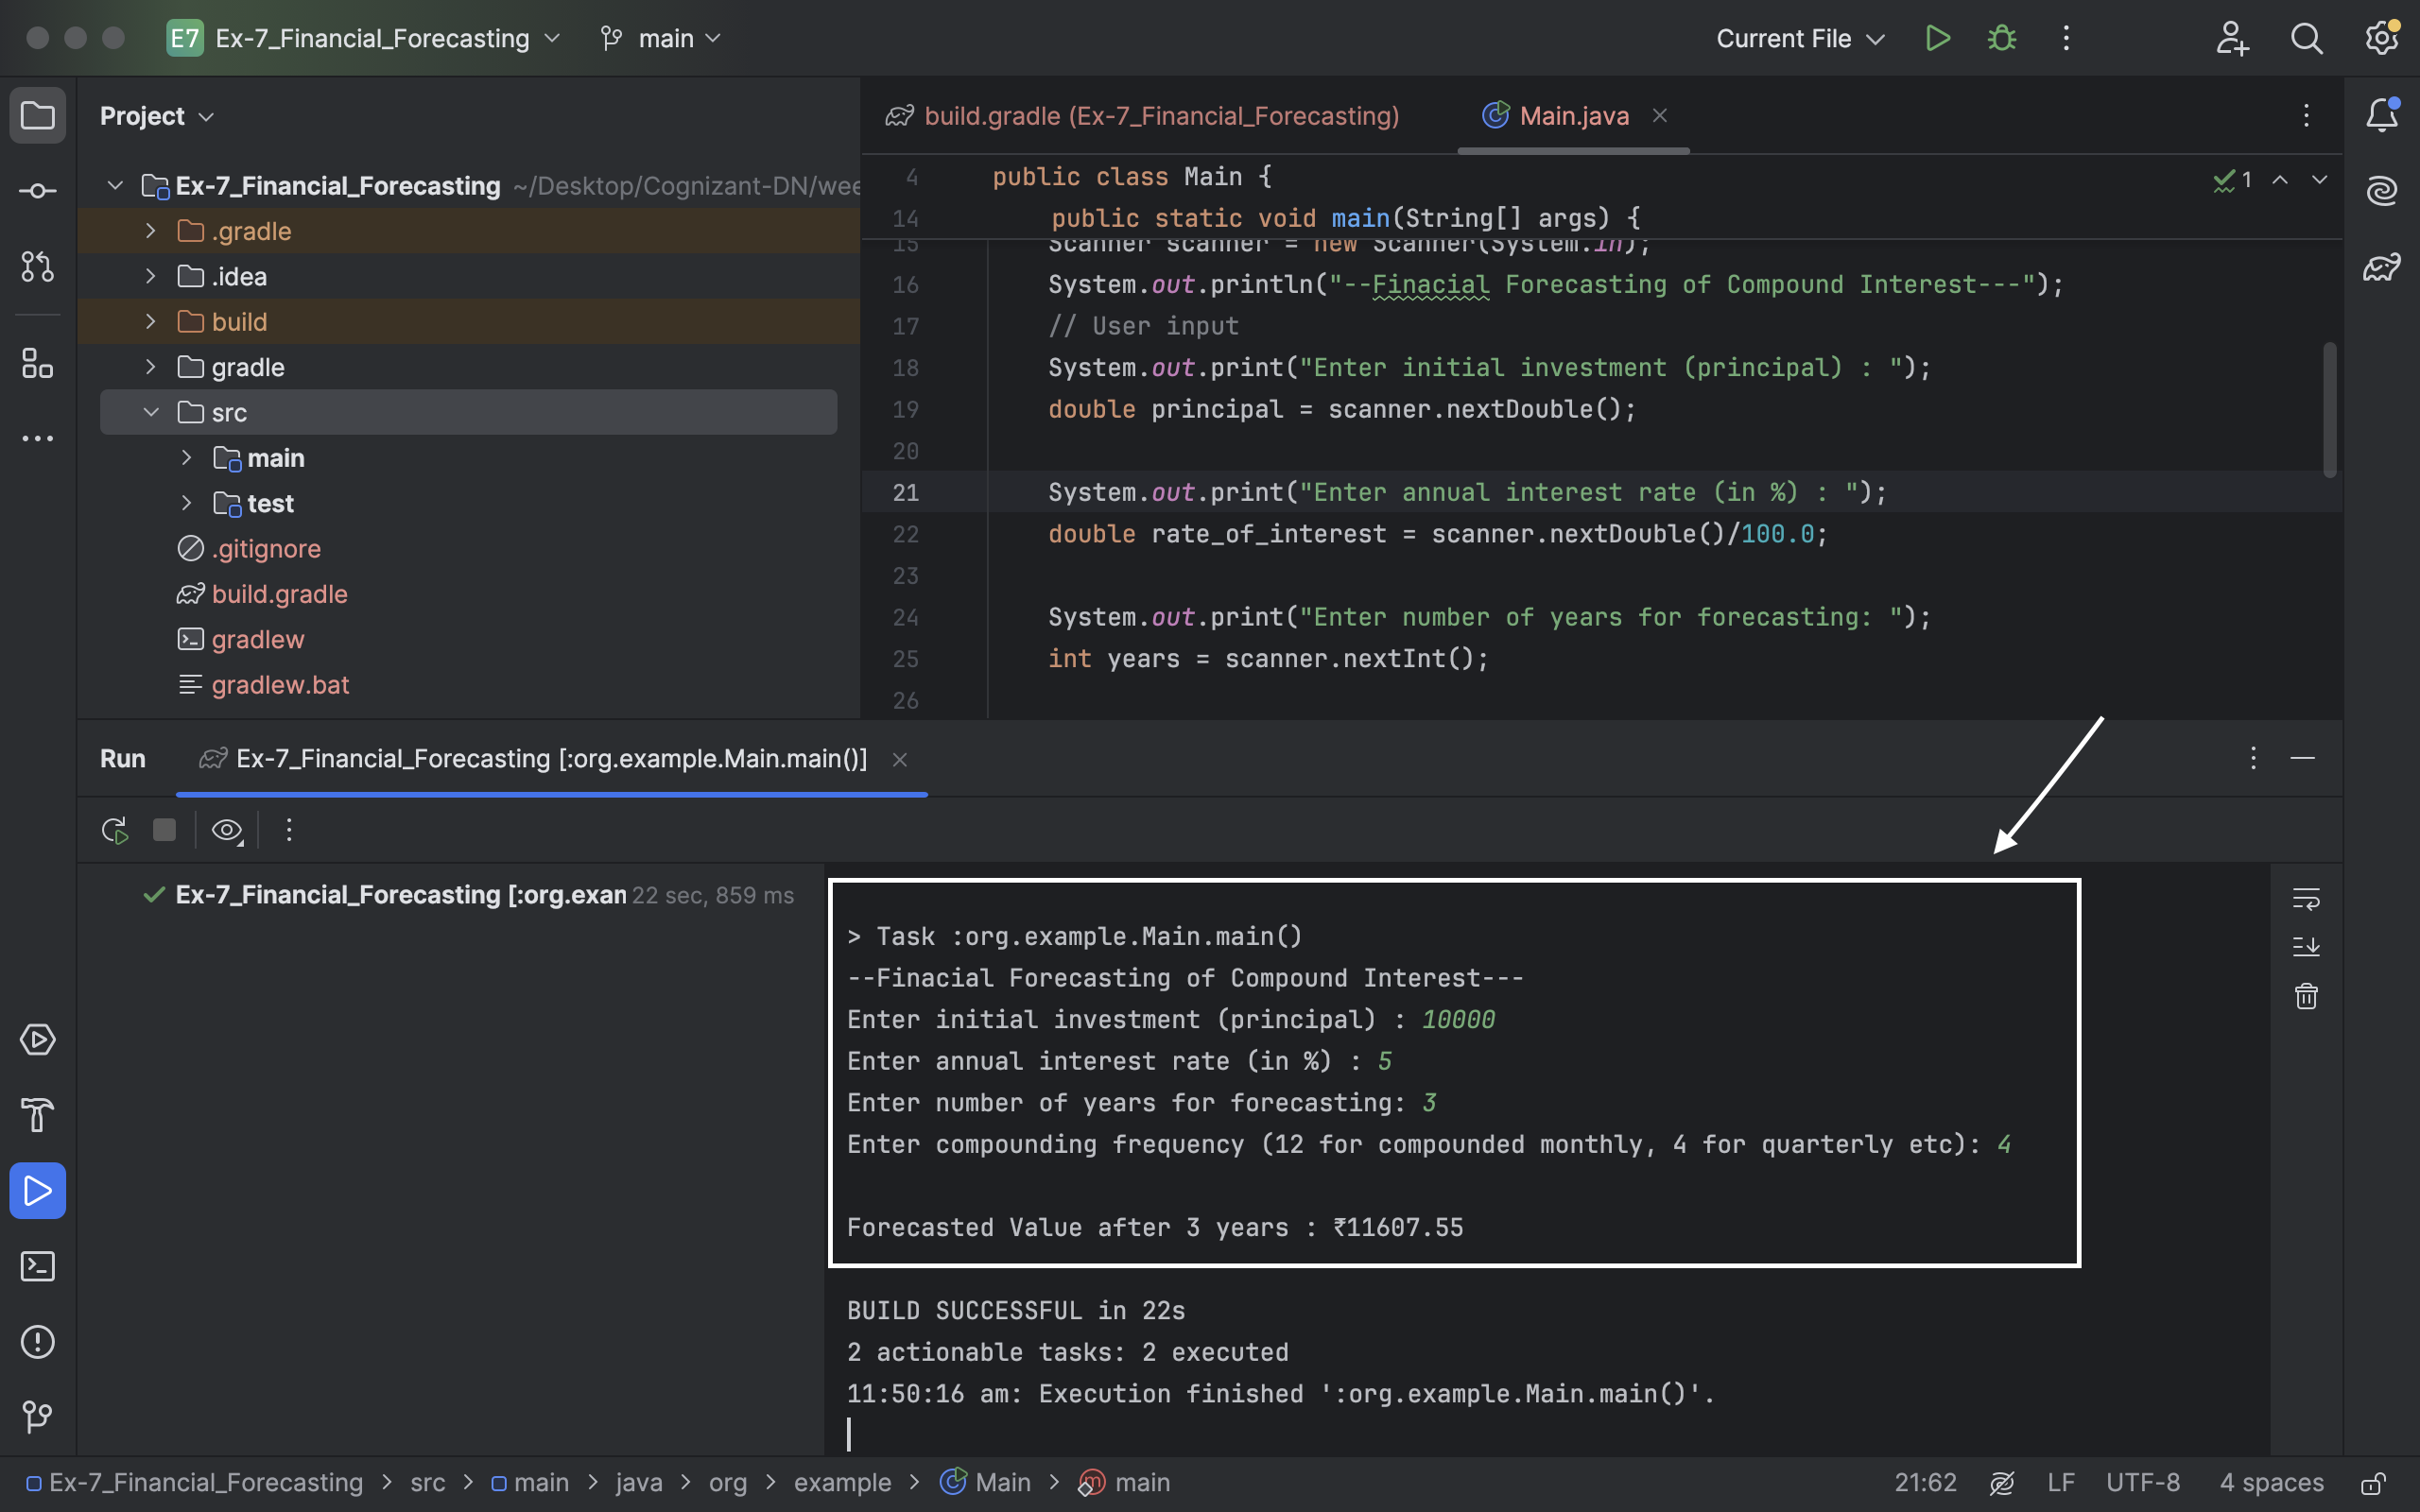 E7 Ex-7_Financial_Forecasting main Current File
Project
Ex-7_Financial_Forecasting ~/Desktop/Cognizant-DN/wee
.gradle
.idea
build
gradle
src
main
test
.gitignore
build.gradle
gradlew
gradlew.bat
build.gradle (Ex-7_Financial_Forecasting) Main.java
4 public class Main {
14 public static void main(String[] args) {
15 Scanner scanner = new Scanner(System.in);
16 System.out.println("--Finacial Forecasting of Compound Interest---");
17 // User input
18 System.out.print("Enter initial investment (principal) : ");
19 double principal = scanner.nextDouble();
20
21 System.out.print("Enter annual interest rate (in %) : ");
22 double rate_of_interest = scanner.nextDouble()/100.0;
23
24 System.out.print("Enter number of years for forecasting: ");
25 int years = scanner.nextInt();
26
1
Run Ex-7_Financial_Forecasting [:org.example.Main.main()]
Ex-7_Financial_Forecasting [:org.exam 22 sec, 859 ms
> Task :org.example.Main.main()
--Finacial Forecasting of Compound Interest---
Enter initial investment (principal) : 10000
Enter annual interest rate (in %) : 5
Enter number of years for forecasting: 3
Enter compounding frequency (12 for compounded monthly, 4 for quarterly etc): 4
Forecasted Value after 3 years : ₹11607.55
BUILD SUCCESSFUL in 22s
2 actionable tasks: 2 executed
11:50:16 am: Execution finished ':org.example.Main.main()'.
Ex-7_Financial_Forecasting > src > main > java > org > example > Main > main 21:62 LF UTF-8 4 spaces